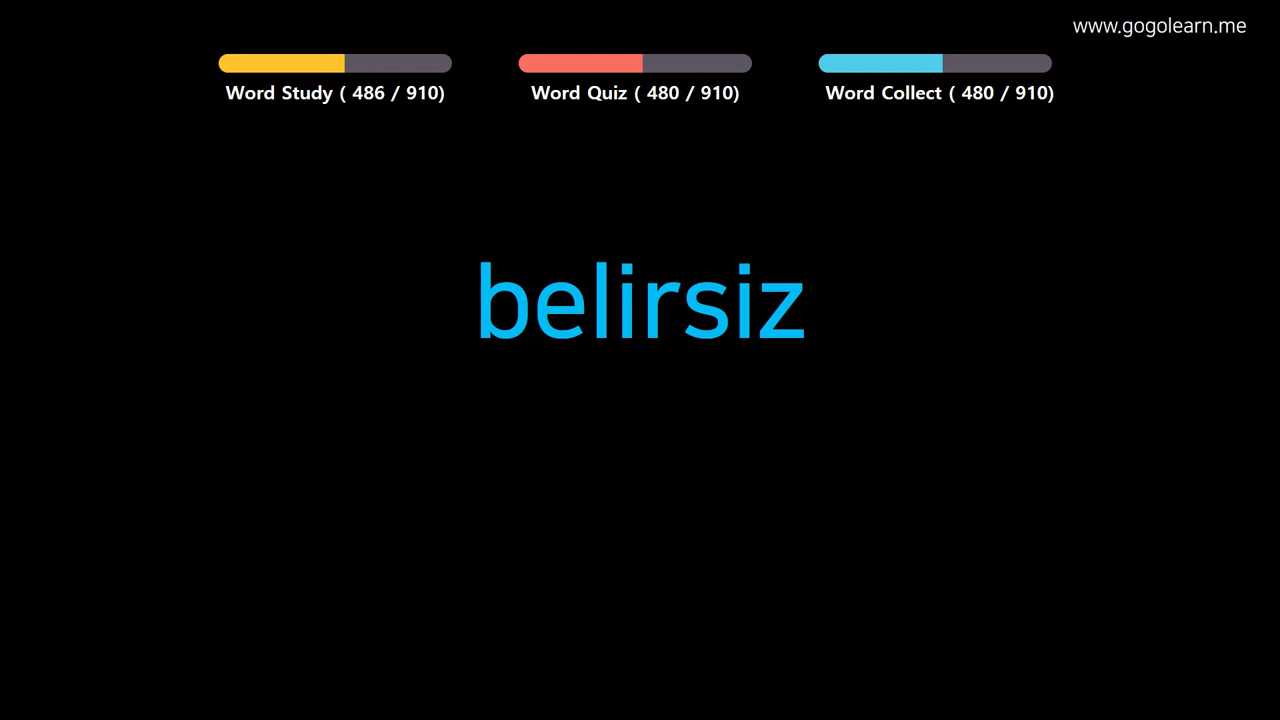 www.gogolearn.me
Word Study ( 486 / 910)
Word Quiz ( 480 / 910)
Word Collect ( 480 / 910)
belirsiz